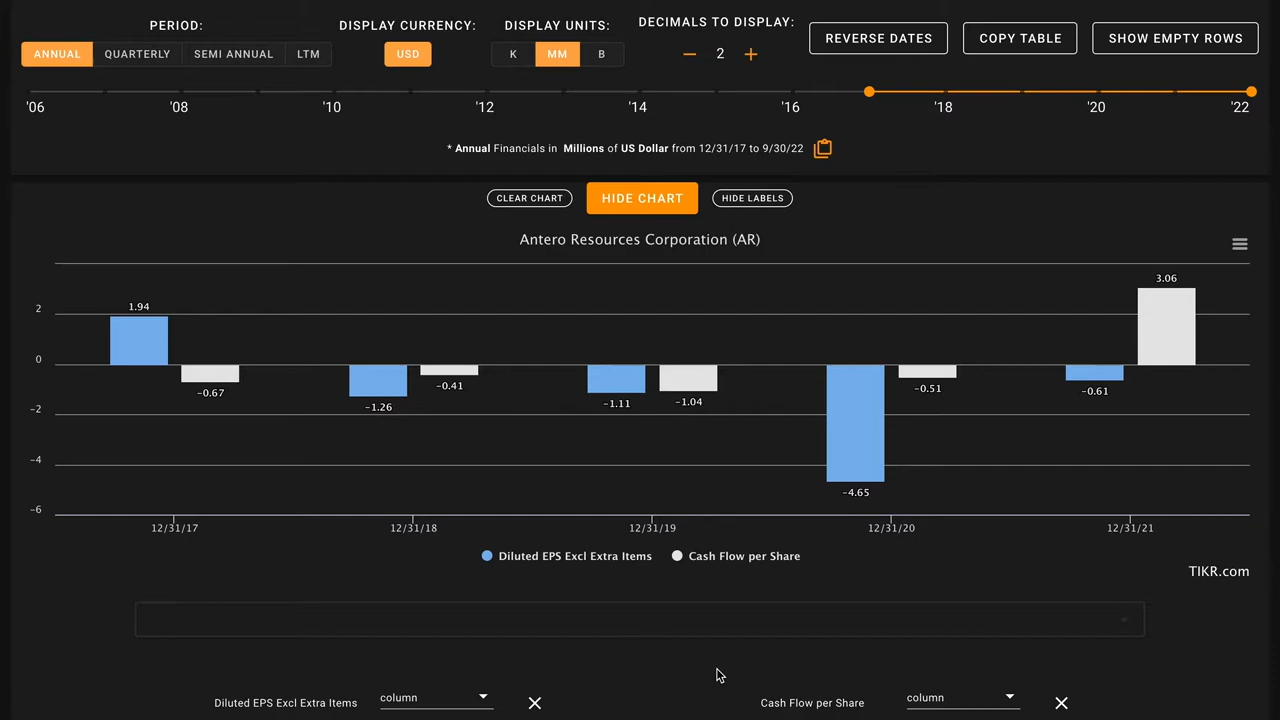 PERIOD:
DISPLAY CURRENCY:
DISPLAY UNITS:
DECIMALS TO DISPLAY:
ANNUAL QUARTERLY SEMI ANNUAL LTM
USD
K MM B
− 2 +
REVERSE DATES
COPY TABLE
SHOW EMPTY ROWS
'06 '08 '10 '12 '14 '16 '18 '20 '22
* Annual Financials in Millions of US Dollar from 12/31/17 to 9/30/22
CLEAR CHART HIDE CHART HIDE LABELS
Antero Resources Corporation (AR)
3.06
1.94
2
0
-0.67 -0.41 -0.51 -0.61
-1.26 -1.11 -1.04
-2
-4
-4.65
-6
12/31/17 12/31/18 12/31/19 12/31/20 12/31/21
Diluted EPS Excl Extra Items Cash Flow per Share
TIKR.com
Diluted EPS Excl Extra Items column Cash Flow per Share column